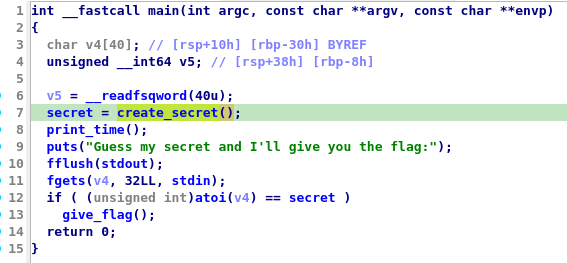 1 int __fastcall main(int argc, const char **argv, const char **envp)
2 {
3 char v4[40]; // [rsp+10h] [rbp-30h] BYREF
4 unsigned __int64 v5; // [rsp+38h] [rbp-8h]
5
6 v5 = __readfsqword(40u);
7 secret = create_secret();
8 print_time();
9 puts("Guess my secret and I'll give you the flag:");
10 fflush(stdout);
11 fgets(v4, 32LL, stdin);
12 if ( (unsigned int)atoi(v4) == secret )
13 give_flag();
14 return 0;
15 }